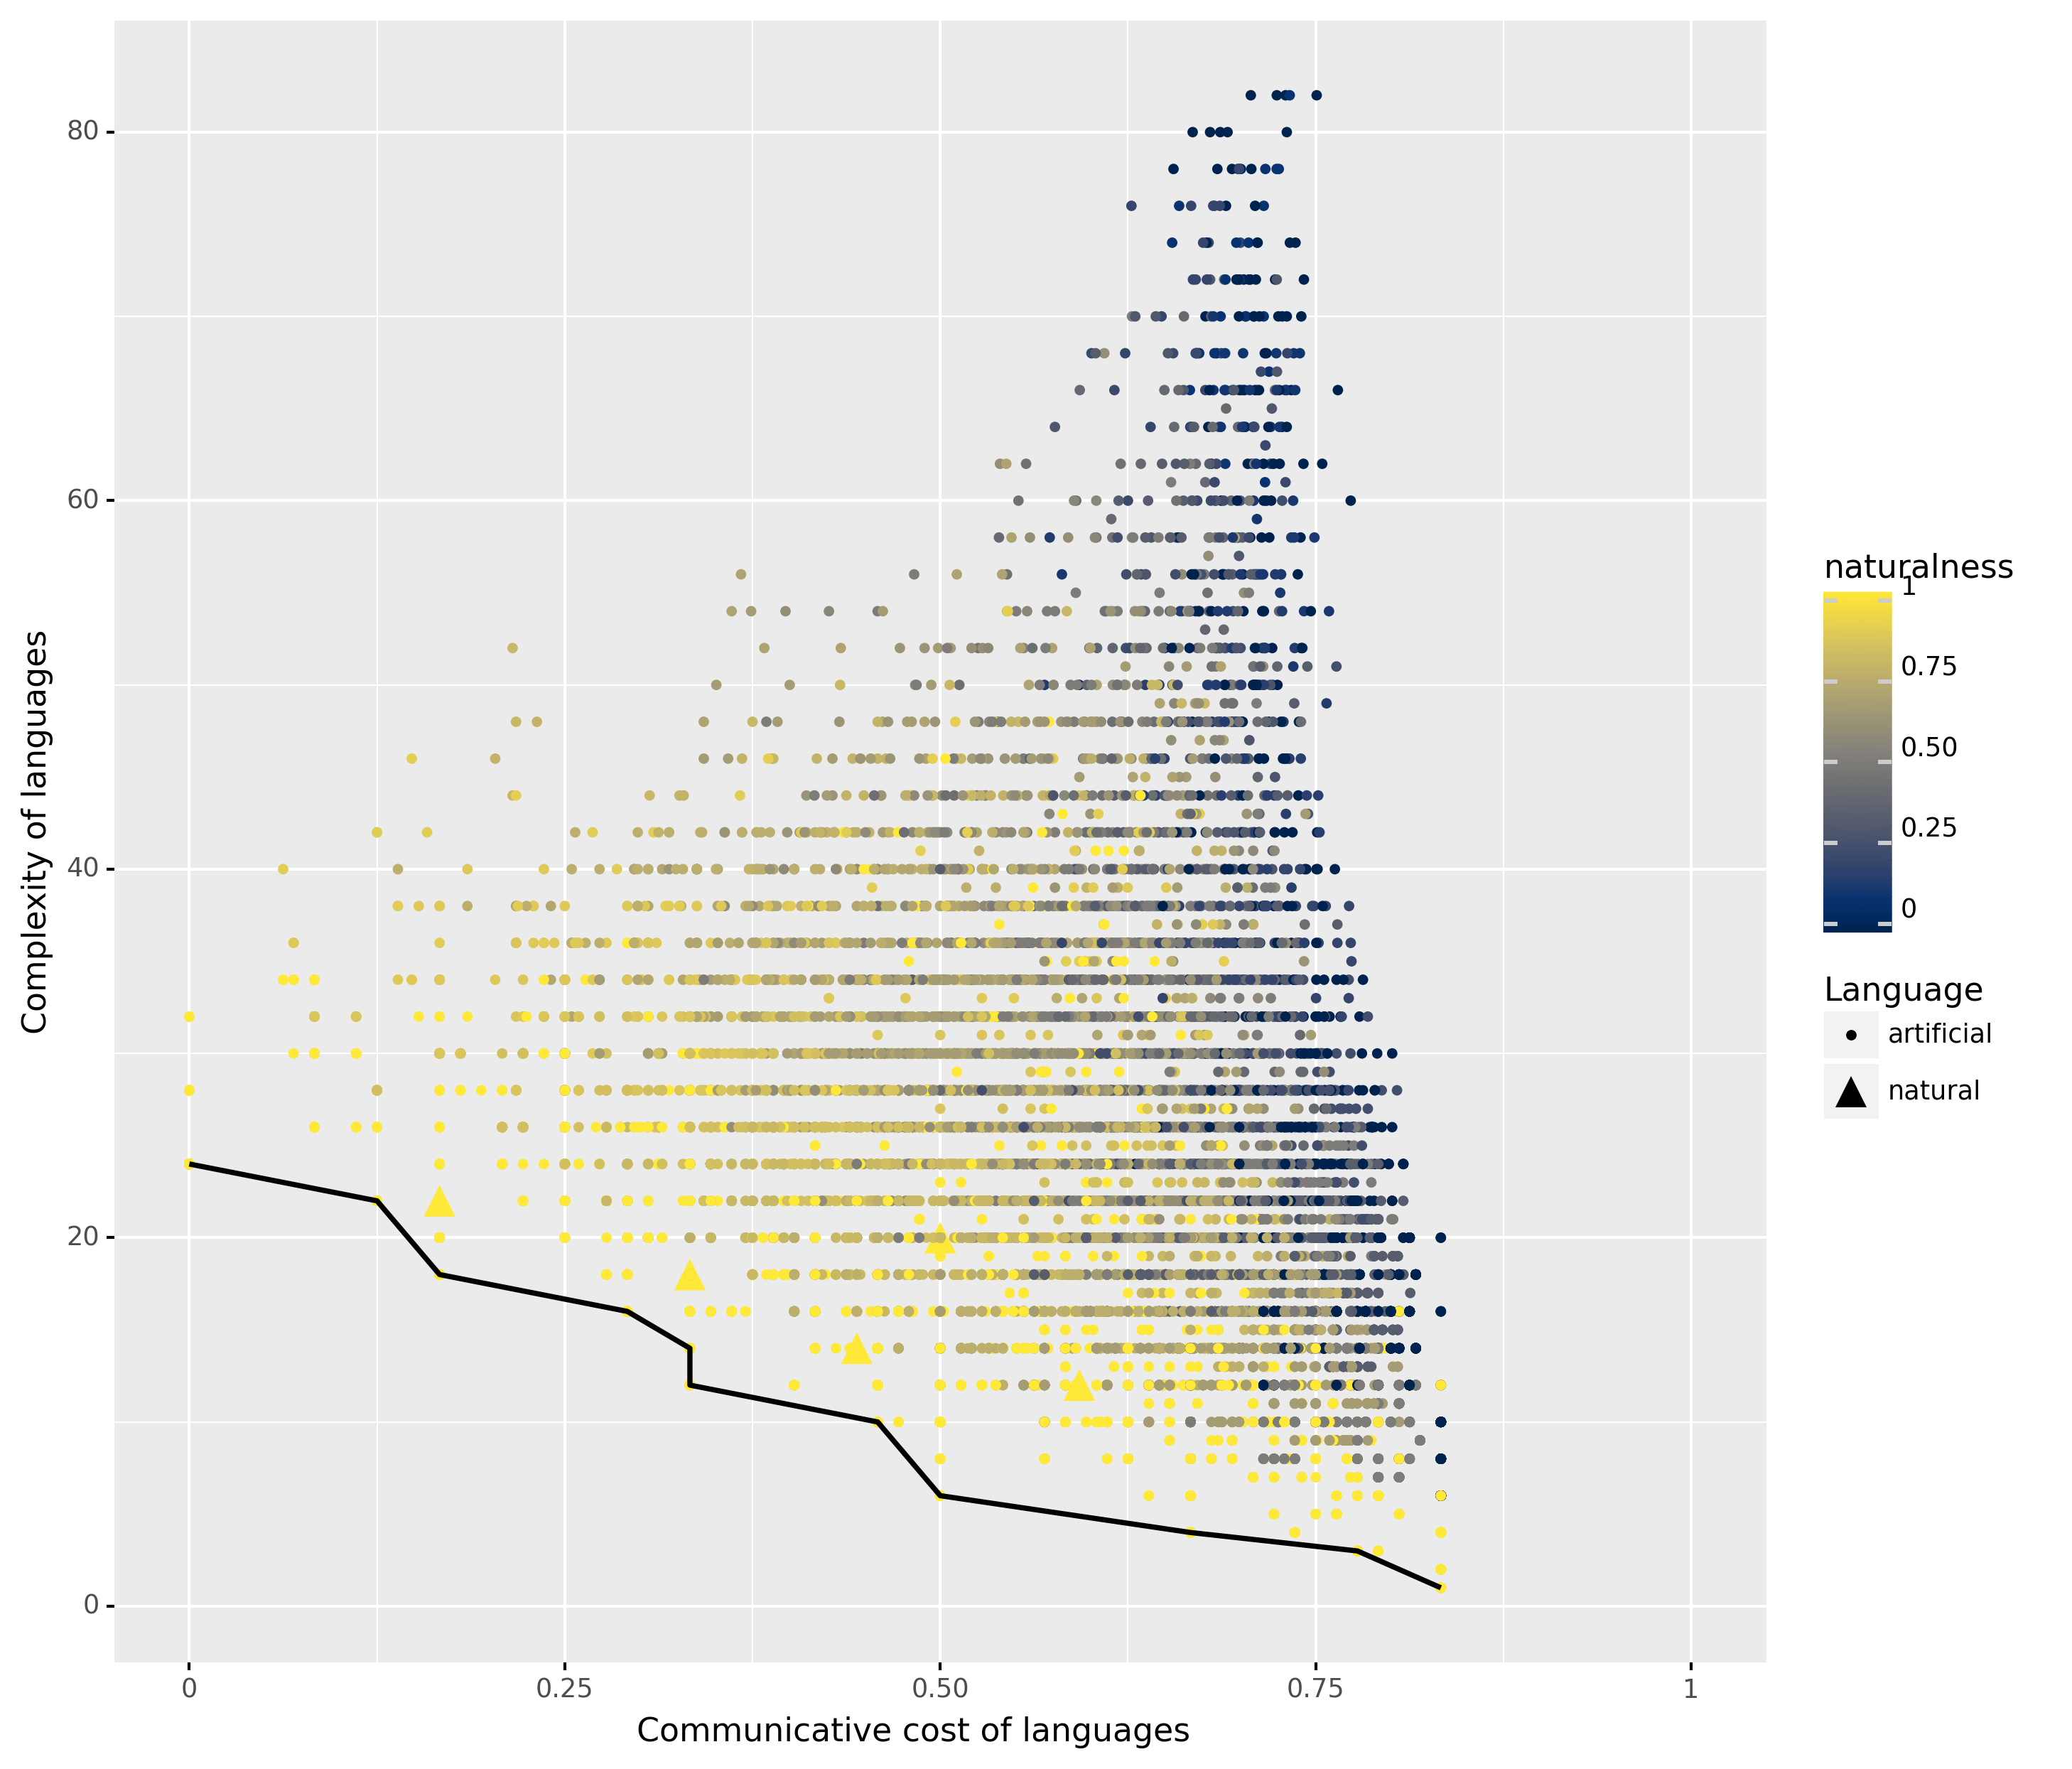 80
60
40
20
0
0
0.25
0.50
0.75
1
Communicative cost of languages
Complexity of languages
naturalness
1
0.75
0.50
0.25
0
Language
artificial
natural